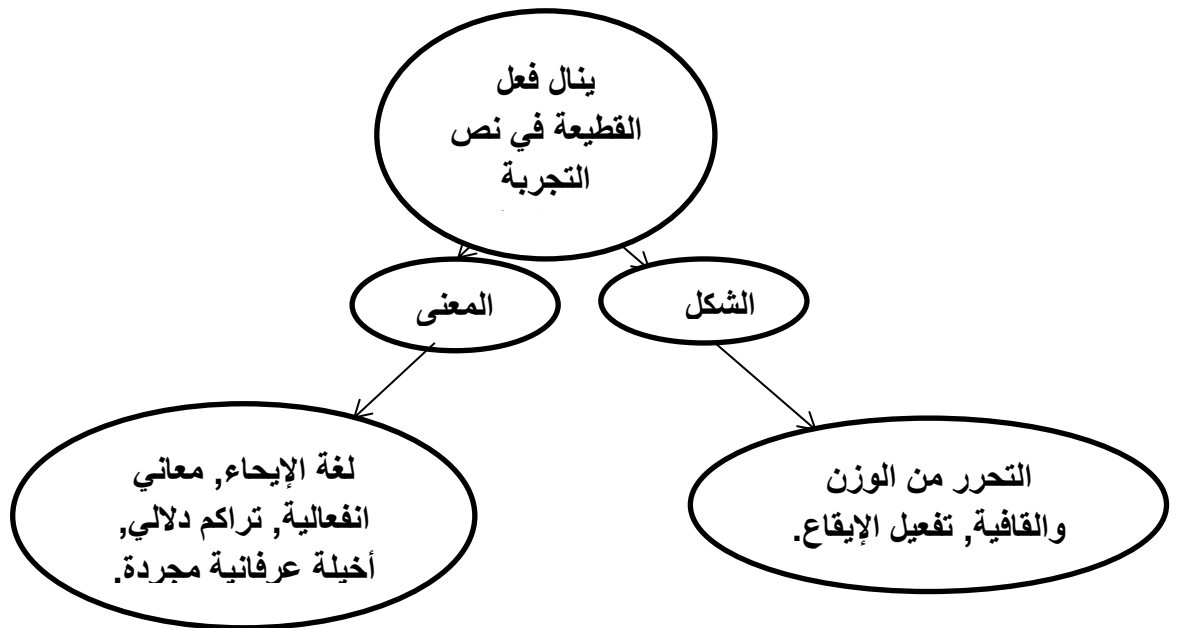 ينال فعل
القطيعة في نص
التجربة
الشكل
المعنى
التحرر من الوزن
والقافية, تفعيل الإيقاع.
لغة الإيحاء, معاني
انفعالية, تراكم دلالي,
أخيلة عرفانية مجردة.